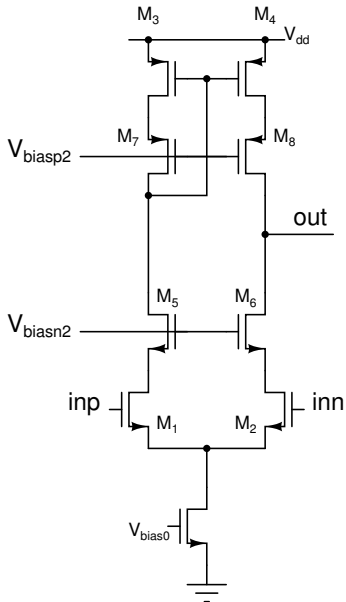 M3 M4
Vdd
M7 M8
Vbiasp2
out
M5 M6
Vbiasn2
inp inn
M1 M2
Vbias0